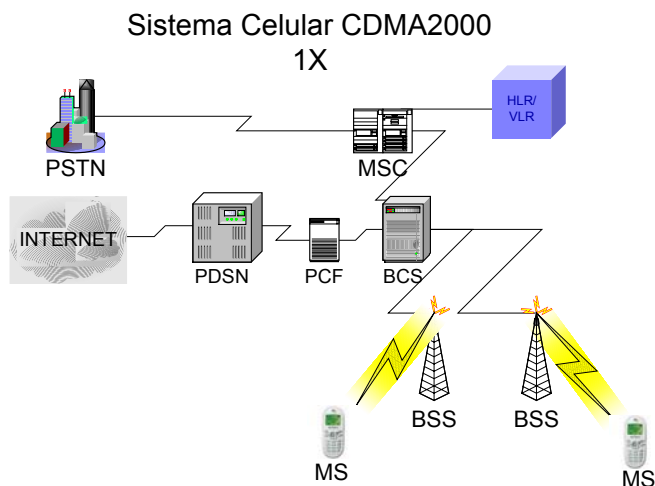 Sistema Celular CDMA2000
1X
HLR/
VLR
PSTN
MSC
INTERNET
PDSN
PCF
BCS
BSS
BSS
MS
MS